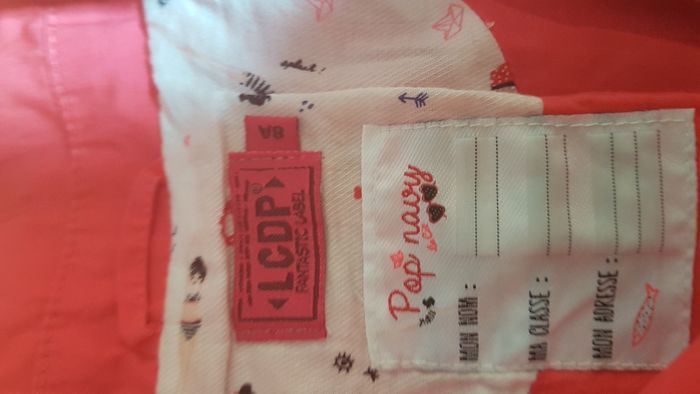 8A
LCDP®
FANTASTIC LABEL
Pop navy
MON NOM :
MA CLASSE :
MON ADRESSE :